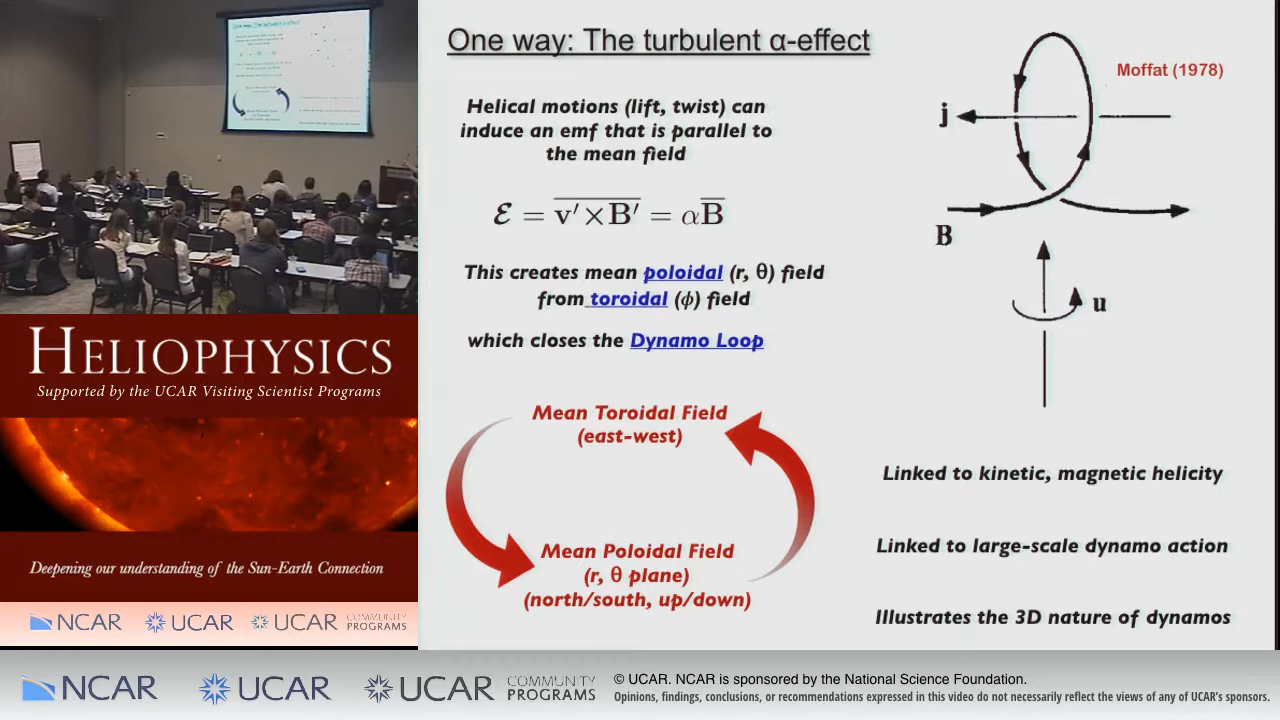 One way: The turbulent α-effect
Helical motions (lift, twist) can
induce an emf that is parallel to
the mean field
ℰ = v′×B′ = αB
This creates mean poloidal (r, θ) field
from toroidal (ϕ) field
which closes the Dynamo Loop
Mean Toroidal Field
(east-west)
Mean Poloidal Field
(r, θ plane)
(north/south, up/down)
Moffat (1978)
j
B
u
Linked to kinetic, magnetic helicity
Linked to large-scale dynamo action
Illustrates the 3D nature of dynamos
One way: The turbulent α-effect
HELIOPHYSICS
Supported by the UCAR Visiting Scientist Programs
Deepening our understanding of the Sun-Earth Connection
NCAR UCAR UCAR COMMUNITY PROGRAMS
NCAR UCAR UCAR COMMUNITY PROGRAMS
© UCAR. NCAR is sponsored by the National Science Foundation.
Opinions, findings, conclusions, or recommendations expressed in this video do not necessarily reflect the views of any of UCAR's sponsors.